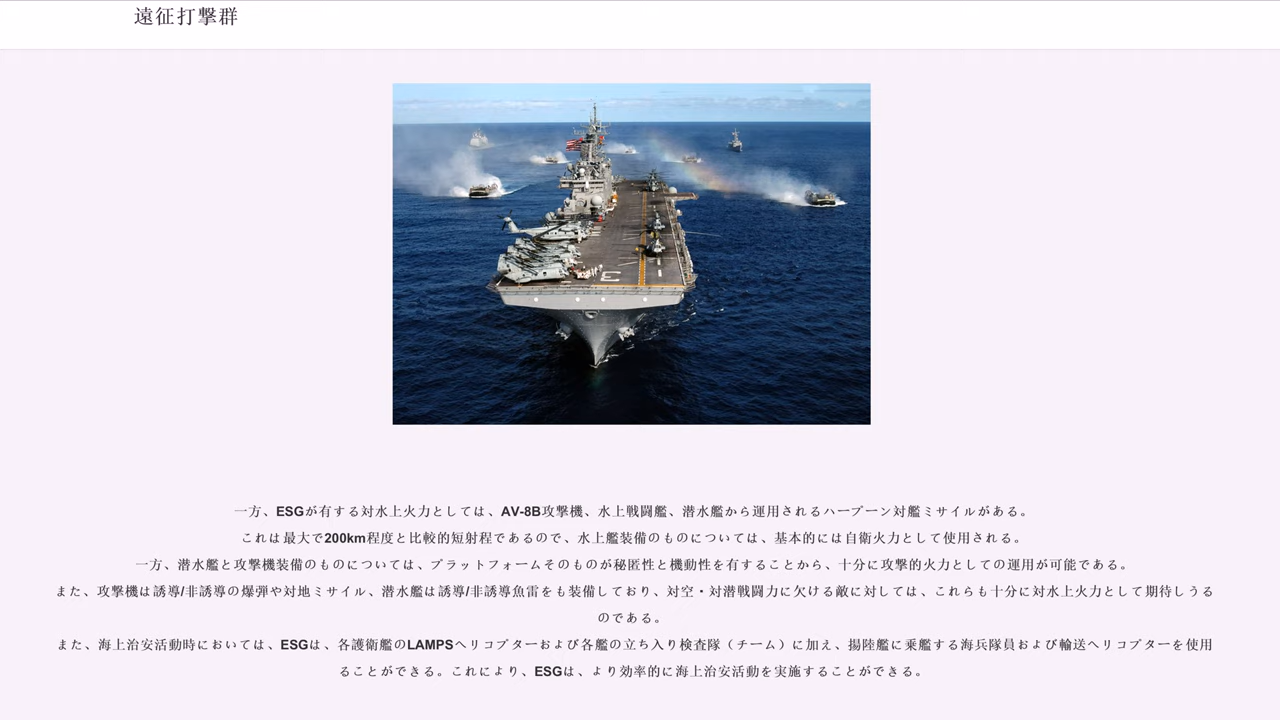 遠征打撃群
一方、ESGが有する対水上火力としては、AV-8B攻撃機、水上戦闘艦、潜水艦から運用されるハープーン対艦ミサイルがある。
これは最大で200km程度と比較的短射程であるので、水上艦装備のものについては、基本的には自衛火力として使用される。
一方、潜水艦と攻撃機装備のものについては、プラットフォームそのものが秘匿性と機動性を有することから、十分に攻撃的火力としての運用が可能である。
また、攻撃機は誘導/非誘導の爆弾や対地ミサイル、潜水艦は誘導/非誘導魚雷をも装備しており、対空・対潜戦闘力に欠ける敵に対しては、これらも十分に対水上火力として期待しうる
のである。
また、海上治安活動時においては、ESGは、各護衛艦のLAMPSヘリコプターおよび各艦の立ち入り検査隊（チーム）に加え、揚陸艦に乗艦する海兵隊員および輸送ヘリコプターを使用
ることができる。これにより、ESGは、より効率的に海上治安活動を実施することができる。